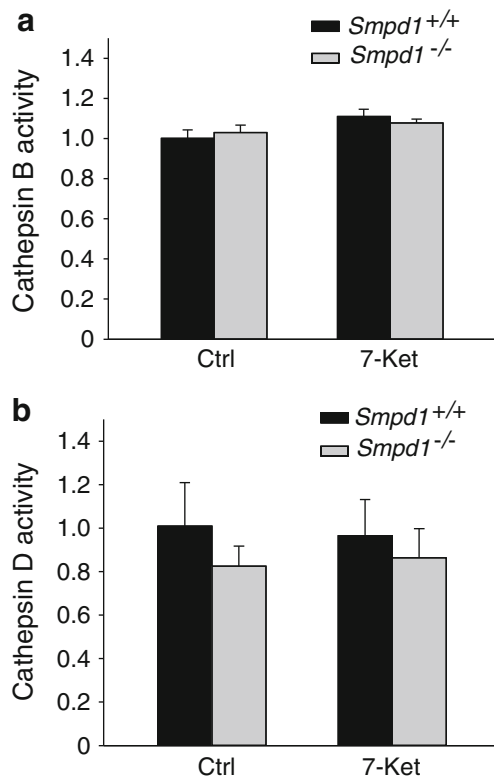 a
Smpd1+/+
Smpd1-/-
Cathepsin B activity
1.4
1.2
1.0
0.8
0.6
0.4
0.2
0
Ctrl 7-Ket
b
Smpd1+/+
Smpd1-/-
Cathepsin D activity
1.4
1.2
1.0
0.8
0.6
0.4
0.2
0
Ctrl 7-Ket